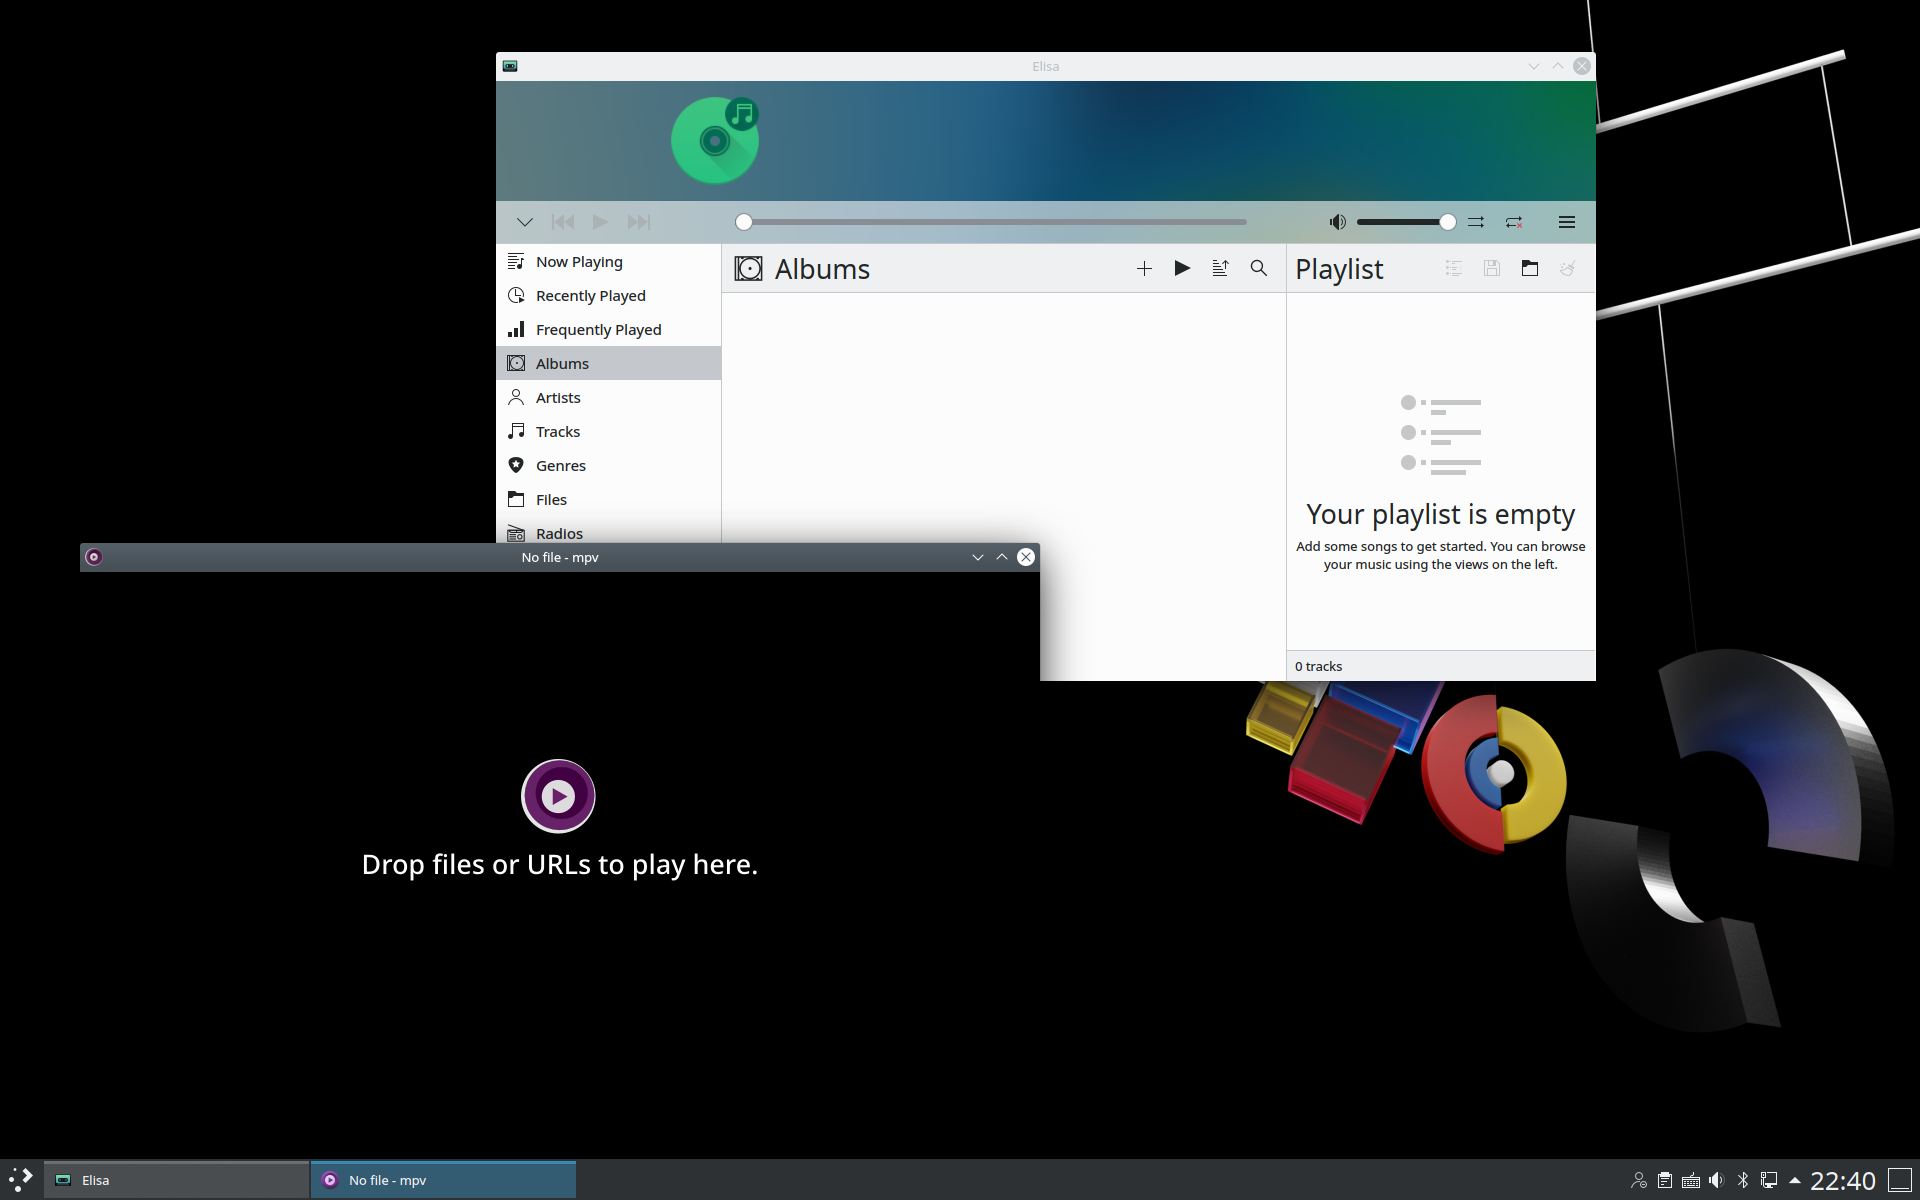 Elisa
Now Playing
Recently Played
Frequently Played
Albums
Artists
Tracks
Genres
Files
Radios
Albums
Playlist
Your playlist is empty
Add some songs to get started. You can browse
your music using the views on the left.
0 tracks
No file - mpv
Drop files or URLs to play here.
Elisa
No file - mpv
22:40